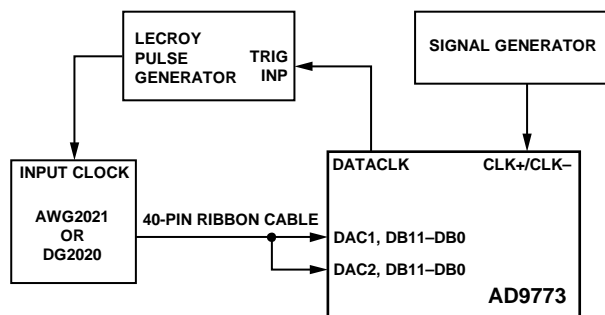 LECROY
PULSE
GENERATOR
TRIG
INP
SIGNAL GENERATOR
INPUT CLOCK
AWG2021
OR
DG2020
40-PIN RIBBON CABLE
DATACLK
CLK+/CLK–
DAC1, DB11–DB0
DAC2, DB11–DB0
AD9773